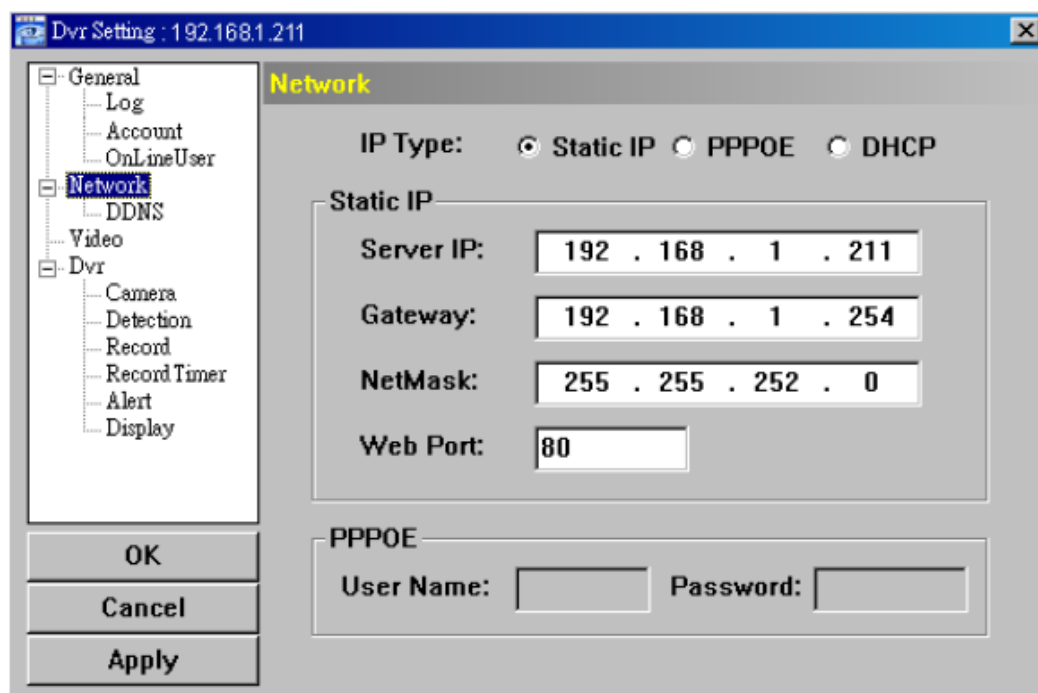 Dvr Setting : 192.168.1.211
General
Log
Account
OnLineUser
Network
DDNS
Video
Dvr
Camera
Detection
Record
Record Timer
Alert
Display
OK
Cancel
Apply
Network
IP Type: Static IP PPPOE DHCP
Static IP
Server IP: 192 . 168 . 1 . 211
Gateway: 192 . 168 . 1 . 254
NetMask: 255 . 255 . 252 . 0
Web Port: 80
PPPOE
User Name: Password: